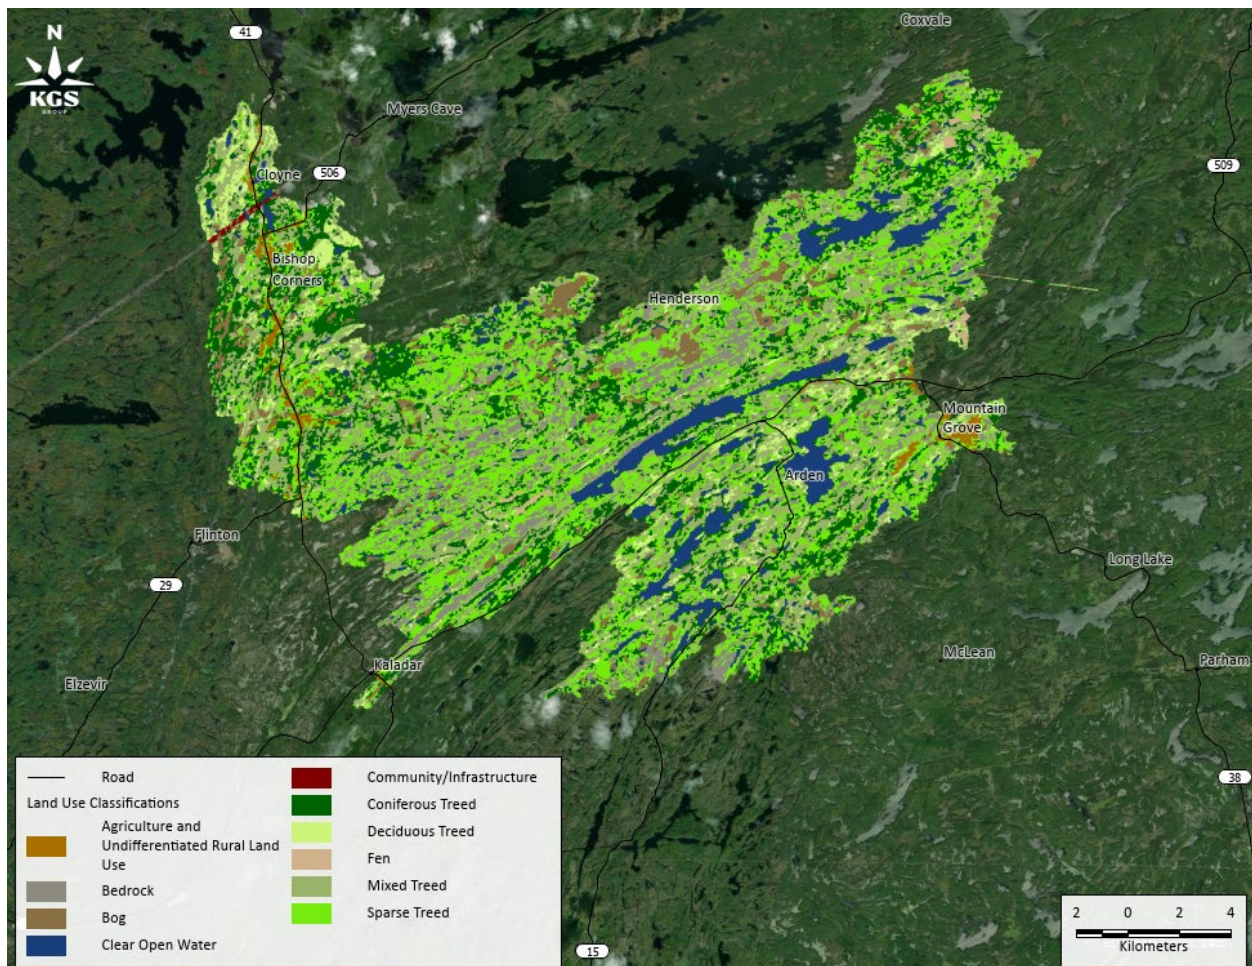 Coxvale
41
N
KGS
GROUP
Myers Cave
509
506
Cloyne
Bishop
Corners
Henderson
Mountain
Grove
Arden
Flinton
Long Lake
29
McLean
Kaladar
Parham
Elzevir
38
15
Road
Land Use Classifications
Agriculture and
Undifferentiated Rural Land
Use
Bedrock
Bog
Clear Open Water
Community/Infrastructure
Coniferous Treed
Deciduous Treed
Fen
Mixed Treed
Sparse Treed
2 0 2 4
Kilometers